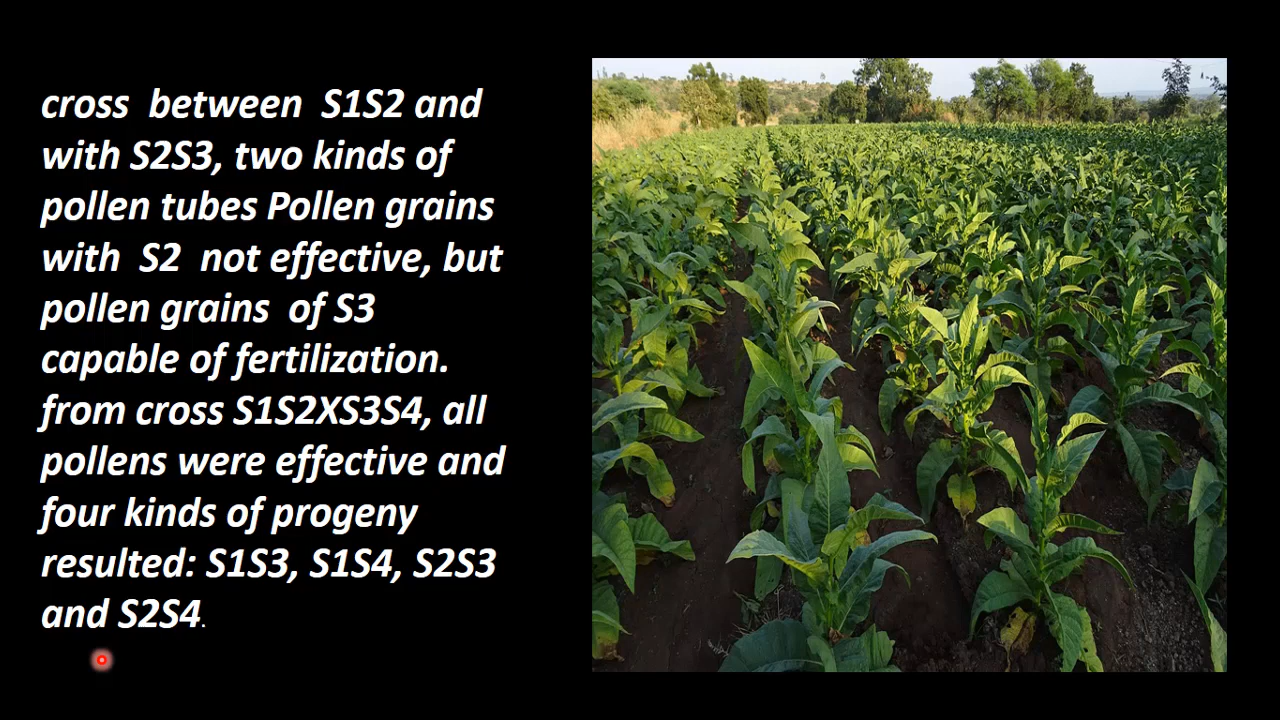 cross between S1S2 and
with S2S3, two kinds of
pollen tubes Pollen grains
with S2 not effective, but
pollen grains of S3
capable of fertilization.
from cross S1S2XS3S4, all
pollens were effective and
four kinds of progeny
resulted: S1S3, S1S4, S2S3
and S2S4.